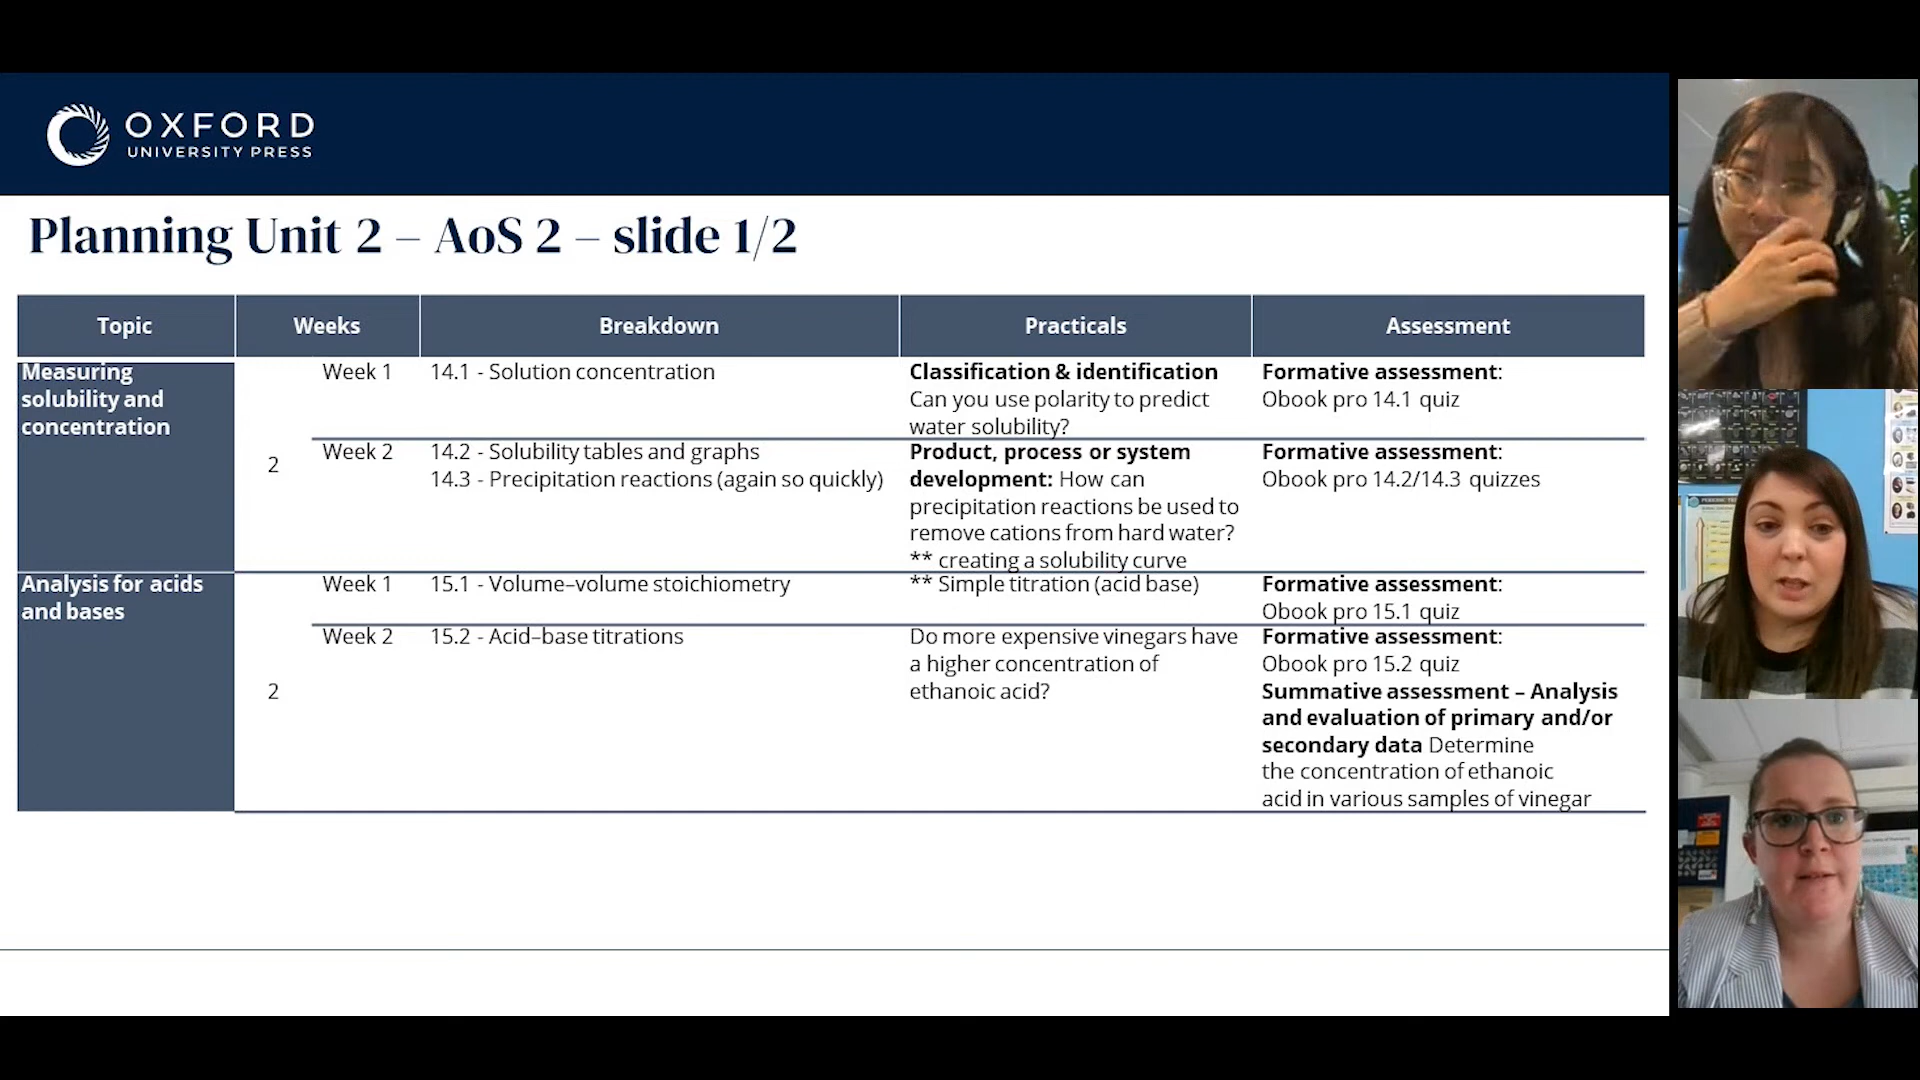 OXFORD
UNIVERSITY PRESS
Planning Unit 2 – AoS 2 – slide 1/2
Topic
Weeks
Breakdown
Practicals
Assessment
Measuring
solubility and
concentration
2
Week 1
14.1 - Solution concentration
Classification & identification
Can you use polarity to predict
water solubility?
Formative assessment:
Obook pro 14.1 quiz
Week 2
14.2 - Solubility tables and graphs
14.3 - Precipitation reactions (again so quickly)
Product, process or system
development: How can
precipitation reactions be used to
remove cations from hard water?
** creating a solubility curve
Formative assessment:
Obook pro 14.2/14.3 quizzes
Analysis for acids
and bases
2
Week 1
15.1 - Volume–volume stoichiometry
** Simple titration (acid base)
Formative assessment:
Obook pro 15.1 quiz
Week 2
15.2 - Acid–base titrations
Do more expensive vinegars have
a higher concentration of
ethanoic acid?
Formative assessment:
Obook pro 15.2 quiz
Summative assessment – Analysis
and evaluation of primary and/or
secondary data Determine
the concentration of ethanoic
acid in various samples of vinegar